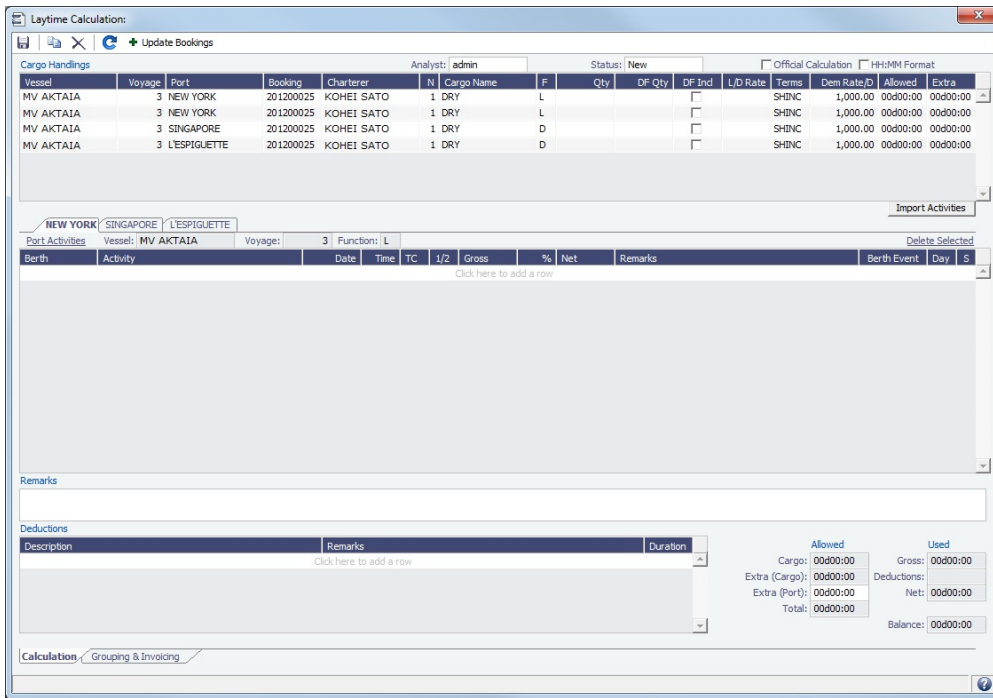 Laytime Calculation:
Update Bookings
Cargo Handlings Analyst: admin Status: New Official Calculation HH:MM Format
Vessel Voyage Port Booking Charterer N Cargo Name F Qty DF Qty DF Incl L/D Rate Terms Dem Rate/D Allowed Extra
MV AKTAIA 3 NEW YORK 201200025 KOHEI SATO 1 DRY L SHINC 1,000.00 00d00:00 00d00:00
MV AKTAIA 3 NEW YORK 201200025 KOHEI SATO 1 DRY L SHINC 1,000.00 00d00:00 00d00:00
MV AKTAIA 3 SINGAPORE 201200025 KOHEI SATO 1 DRY D SHINC 1,000.00 00d00:00 00d00:00
MV AKTAIA 3 L'ESPIGUETTE 201200025 KOHEI SATO 1 DRY D SHINC 1,000.00 00d00:00 00d00:00
Import Activities
NEW YORK SINGAPORE L'ESPIGUETTE
Port Activities Vessel: MV AKTAIA Voyage: 3 Function: L Delete Selected
Berth Activity Date Time TC 1/2 Gross % Net Remarks Berth Event Day S
Click here to add a row
Remarks
Deductions
Description Remarks Duration
Click here to add a row
Allowed Used
Cargo: 00d00:00 Gross: 00d00:00
Extra (Cargo): 00d00:00 Deductions:
Extra (Port): 00d00:00 Net: 00d00:00
Total: 00d00:00
Balance: 00d00:00
Calculation Grouping & Invoicing